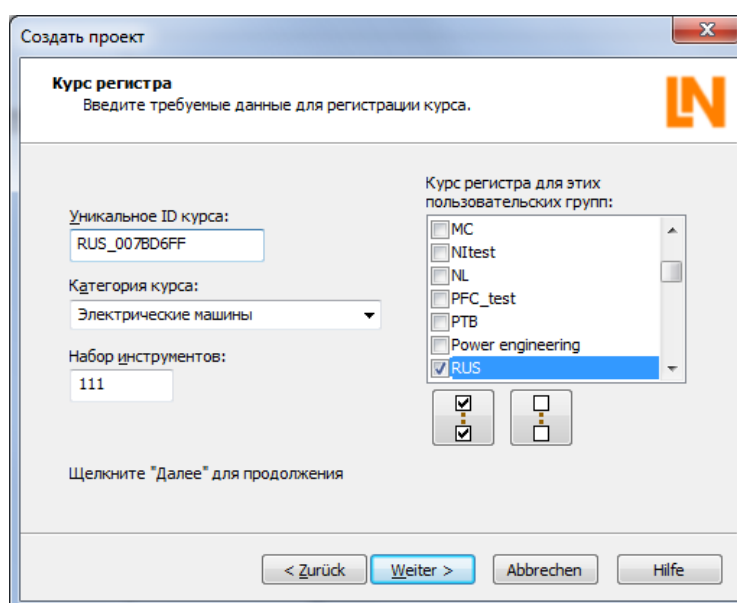 Создать проект
Курс регистра
Введите требуемые данные для регистрации курса.
LN
Уникальное ID курса:
RUS_007BD6FF
Категория курса:
Электрические машины
Набор инструментов:
111
Курс регистра для этих
пользовательских групп:
MC
NItest
NL
PFC_test
PTB
Power engineering
RUS
Щелкните "Далее" для продолжения
< Zurück
Weiter >
Abbrechen
Hilfe